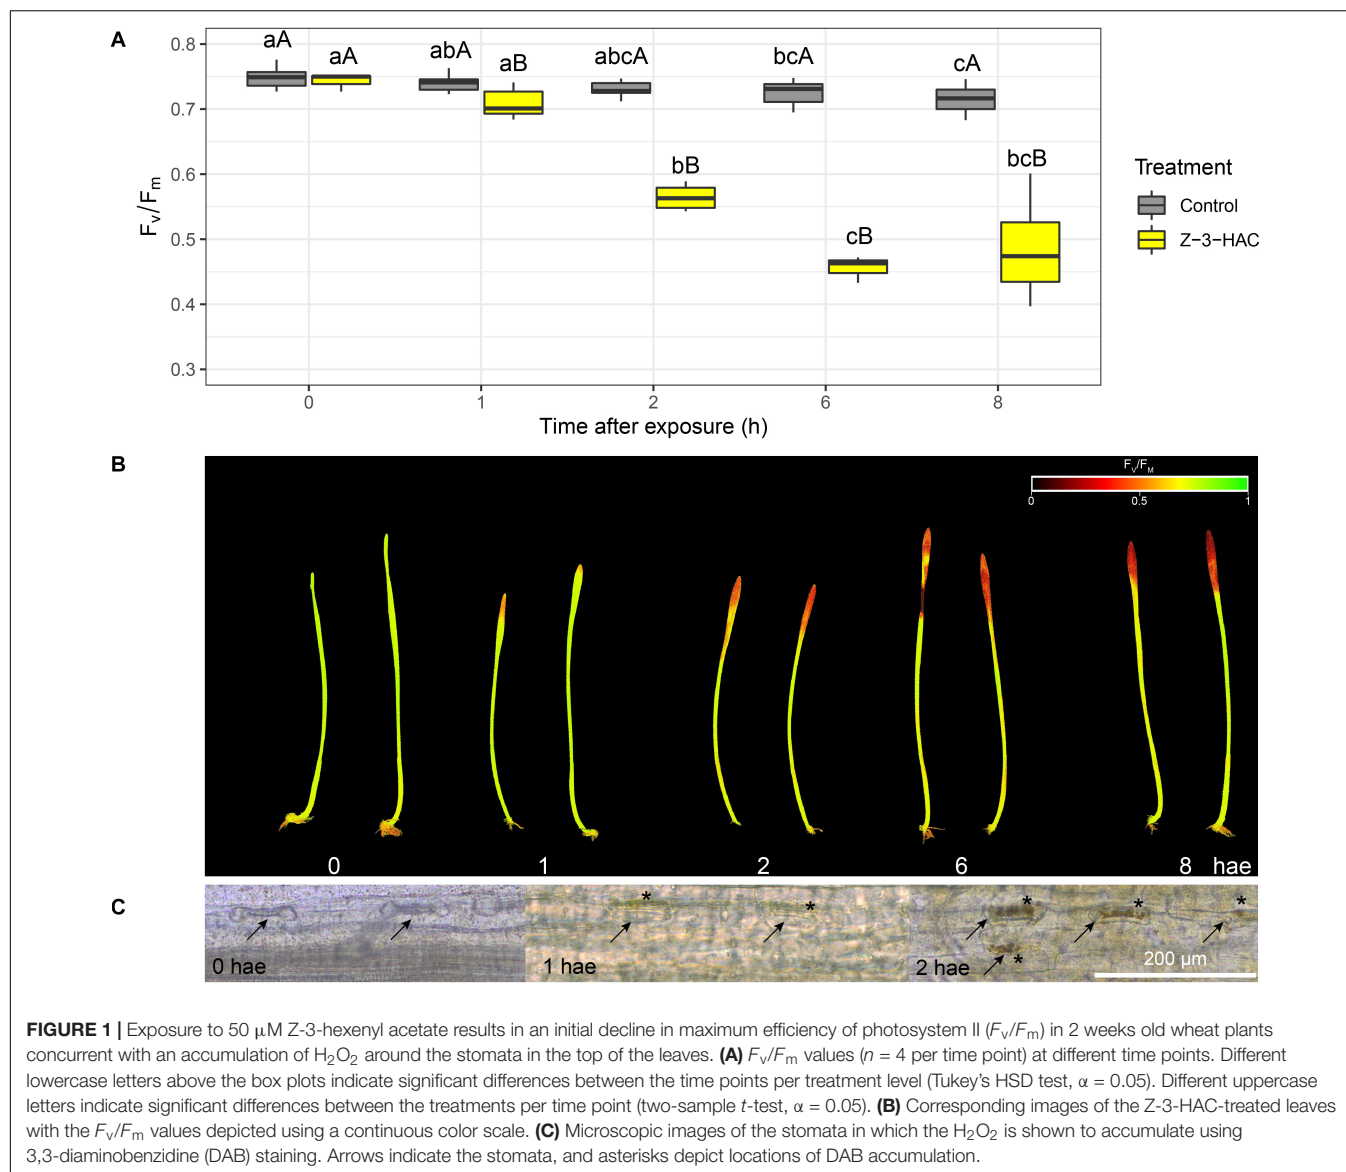 A
0.8
0.7
0.6
0.5
0.4
0.3
Fv/Fm
aA
aA
abA
aB
abcA
bB
bcA
cB
cA
bcB
0
1
2
6
8
Time after exposure (h)
Treatment
Control
Z−3−HAC
B
FV/FM
0
0.5
1
0
1
2
6
8
hae
C
*
*
*
*
*
*
0 hae
1 hae
2 hae
200 µm
FIGURE 1 | Exposure to 50 µM Z-3-hexenyl acetate results in an initial decline in maximum efficiency of photosystem II (Fv/Fm) in 2 weeks old wheat plants
concurrent with an accumulation of H2O2 around the stomata in the top of the leaves. (A) Fv/Fm values (n = 4 per time point) at different time points. Different
lowercase letters above the box plots indicate significant differences between the time points per treatment level (Tukey's HSD test, α = 0.05). Different uppercase
letters indicate significant differences between the treatments per time point (two-sample t-test, α = 0.05). (B) Corresponding images of the Z-3-HAC-treated leaves
with the Fv/Fm values depicted using a continuous color scale. (C) Microscopic images of the stomata in which the H2O2 is shown to accumulate using
3,3-diaminobenzidine (DAB) staining. Arrows indicate the stomata, and asterisks depict locations of DAB accumulation.